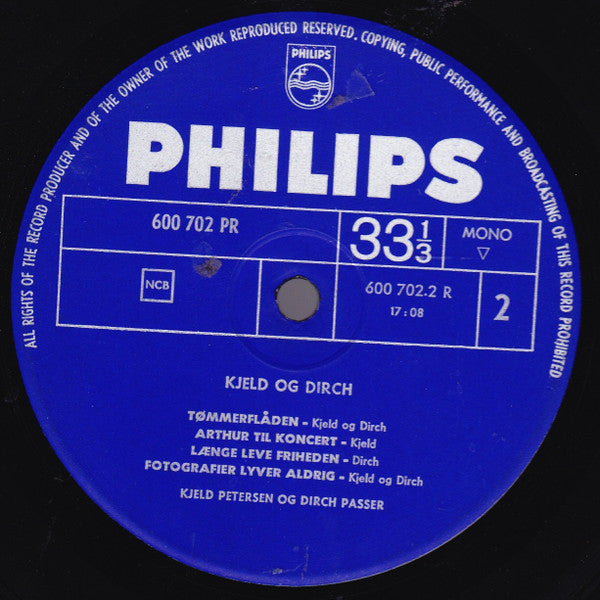 ALL RIGHTS OF THE RECORD PRODUCER AND OF THE OWNER OF THE WORK REPRODUCED RESERVED. COPYING, PUBLIC PERFORMANCE AND BROADCASTING OF THIS RECORD PROHIBITED
PHILIPS
PHILIPS
600 702 PR
33 1/3
MONO
▽
NCB
600 702.2 R
17:08
2
KJELD OG DIRCH
TØMMERFLÅDEN - Kjeld og Dirch
ARTHUR TIL KONCERT - Kjeld
LÆNGE LEVE FRIHEDEN - Dirch
FOTOGRAFIER LYVER ALDRIG - Kjeld og Dirch
KJELD PETERSEN OG DIRCH PASSER